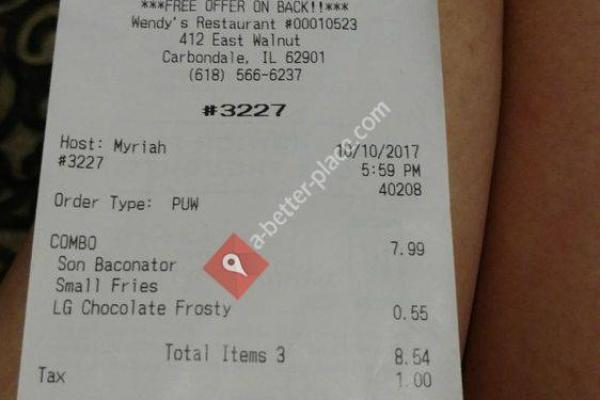 ***FREE OFFER ON BACK!!***
Wendy's Restaurant #00010523
412 East Walnut
Carbondale, IL 62901
(618) 566-6237
#3227
Host: Myriah 10/10/2017
#3227 5:59 PM
40208
Order Type: PUW
COMBO 7.99
Son Baconator
Small Fries
LG Chocolate Frosty 0.55
Total Items 3 8.54
Tax 1.00
a-better-place.com